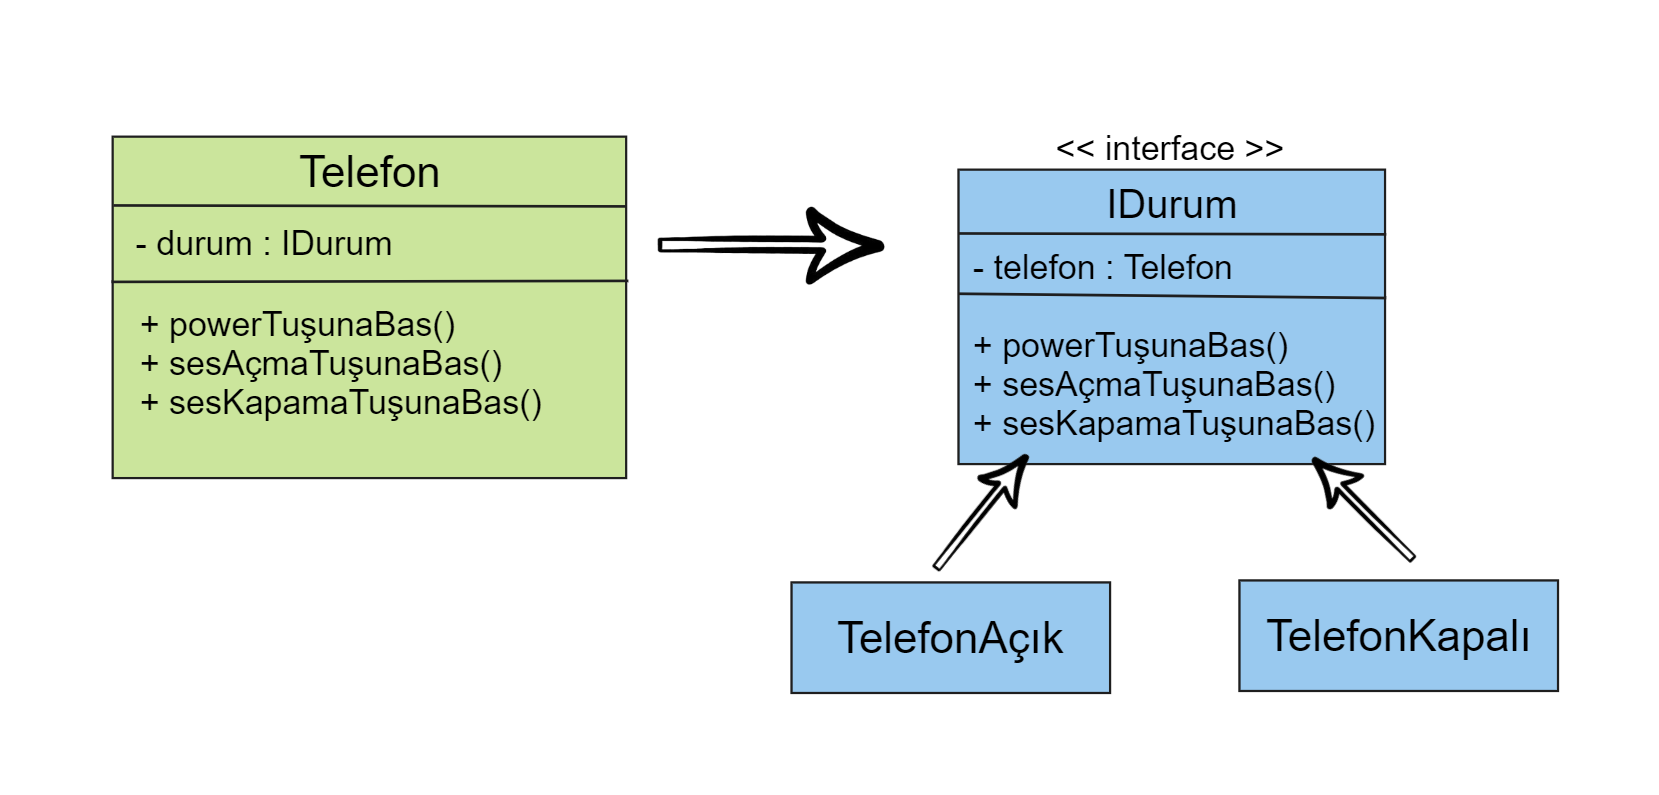 Telefon
- durum : IDurum
+ powerTuşunaBas()
+ sesAçmaTuşunaBas()
+ sesKapamaTuşunaBas()
<< interface >>
IDurum
- telefon : Telefon
+ powerTuşunaBas()
+ sesAçmaTuşunaBas()
+ sesKapamaTuşunaBas()
TelefonAçık
TelefonKapalı